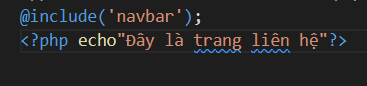 @include('navbar');
<?php echo"Đây là trang liên hệ"?>